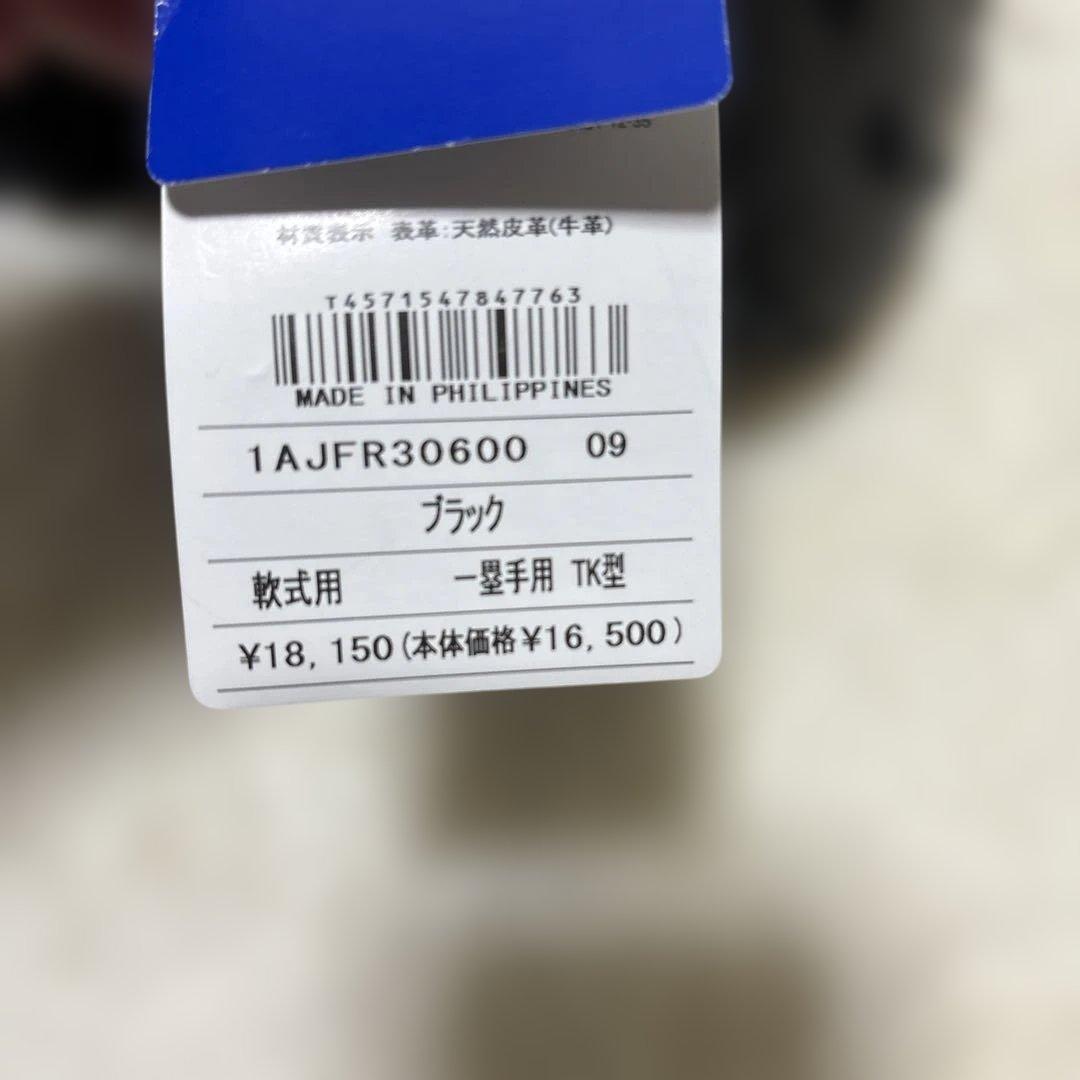 材質表示 表革:天然皮革(牛革)
T4571547847763
MADE IN PHILIPPINES
1AJFR30600 09
ブラック
軟式用 一塁手用 TK型
¥18,150(本体価格¥16,500)